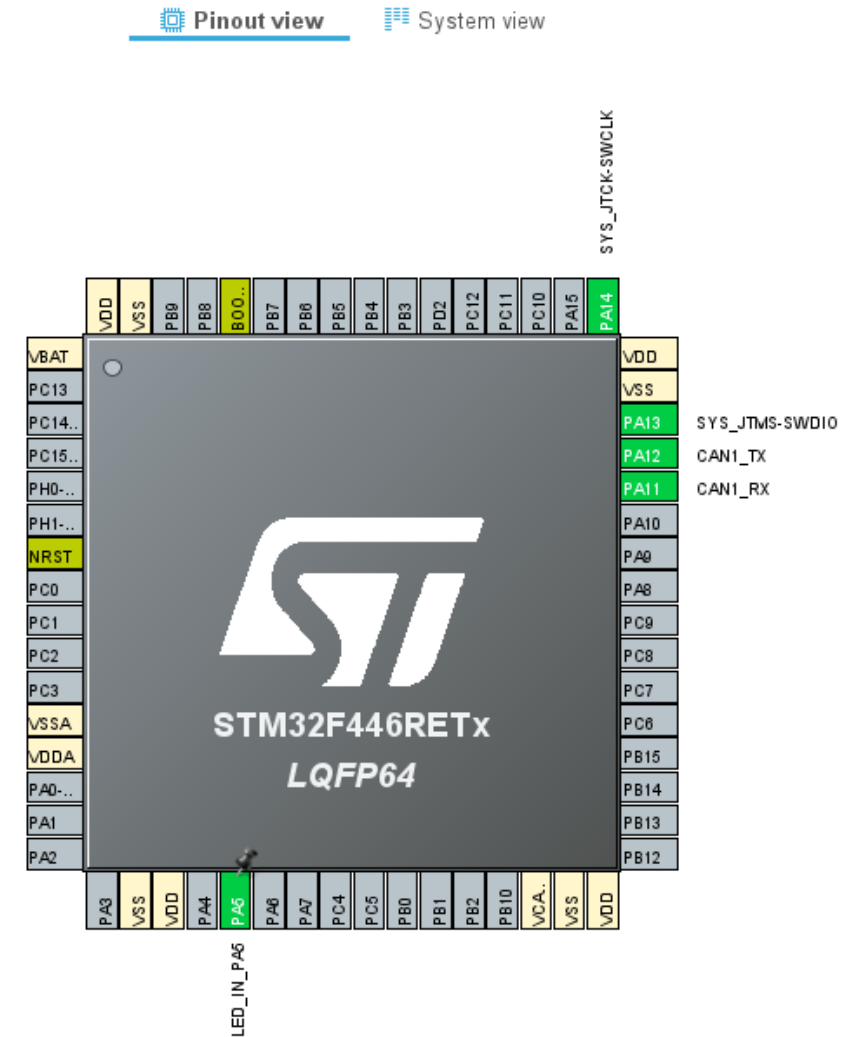 Pinout view
System view
SYS_JTCK-SWCLK
VDD
VSS
PB9
PB8
BOO..
PB7
PB6
PB5
PB4
PB3
PD2
PC12
PC11
PC10
PA15
PA14
VBAT
PC13
PC14..
PC15..
PH0-..
PH1-..
NRST
PC0
PC1
PC2
PC3
VSSA
VDDA
PA0-..
PA1
PA2
VDD
VSS
PA13 SYS_JTMS-SWDIO
PA12 CAN1_TX
PA11 CAN1_RX
PA10
PA9
PA8
PC9
PC8
PC7
PC6
PB15
PB14
PB13
PB12
ST
STM32F446RETx
LQFP64
PA3
VSS
VDD
PA4
PA5
PA6
PA7
PC4
PC5
PB0
PB1
PB2
PB10
VCA..
VSS
VDD
LED_IN_PA5